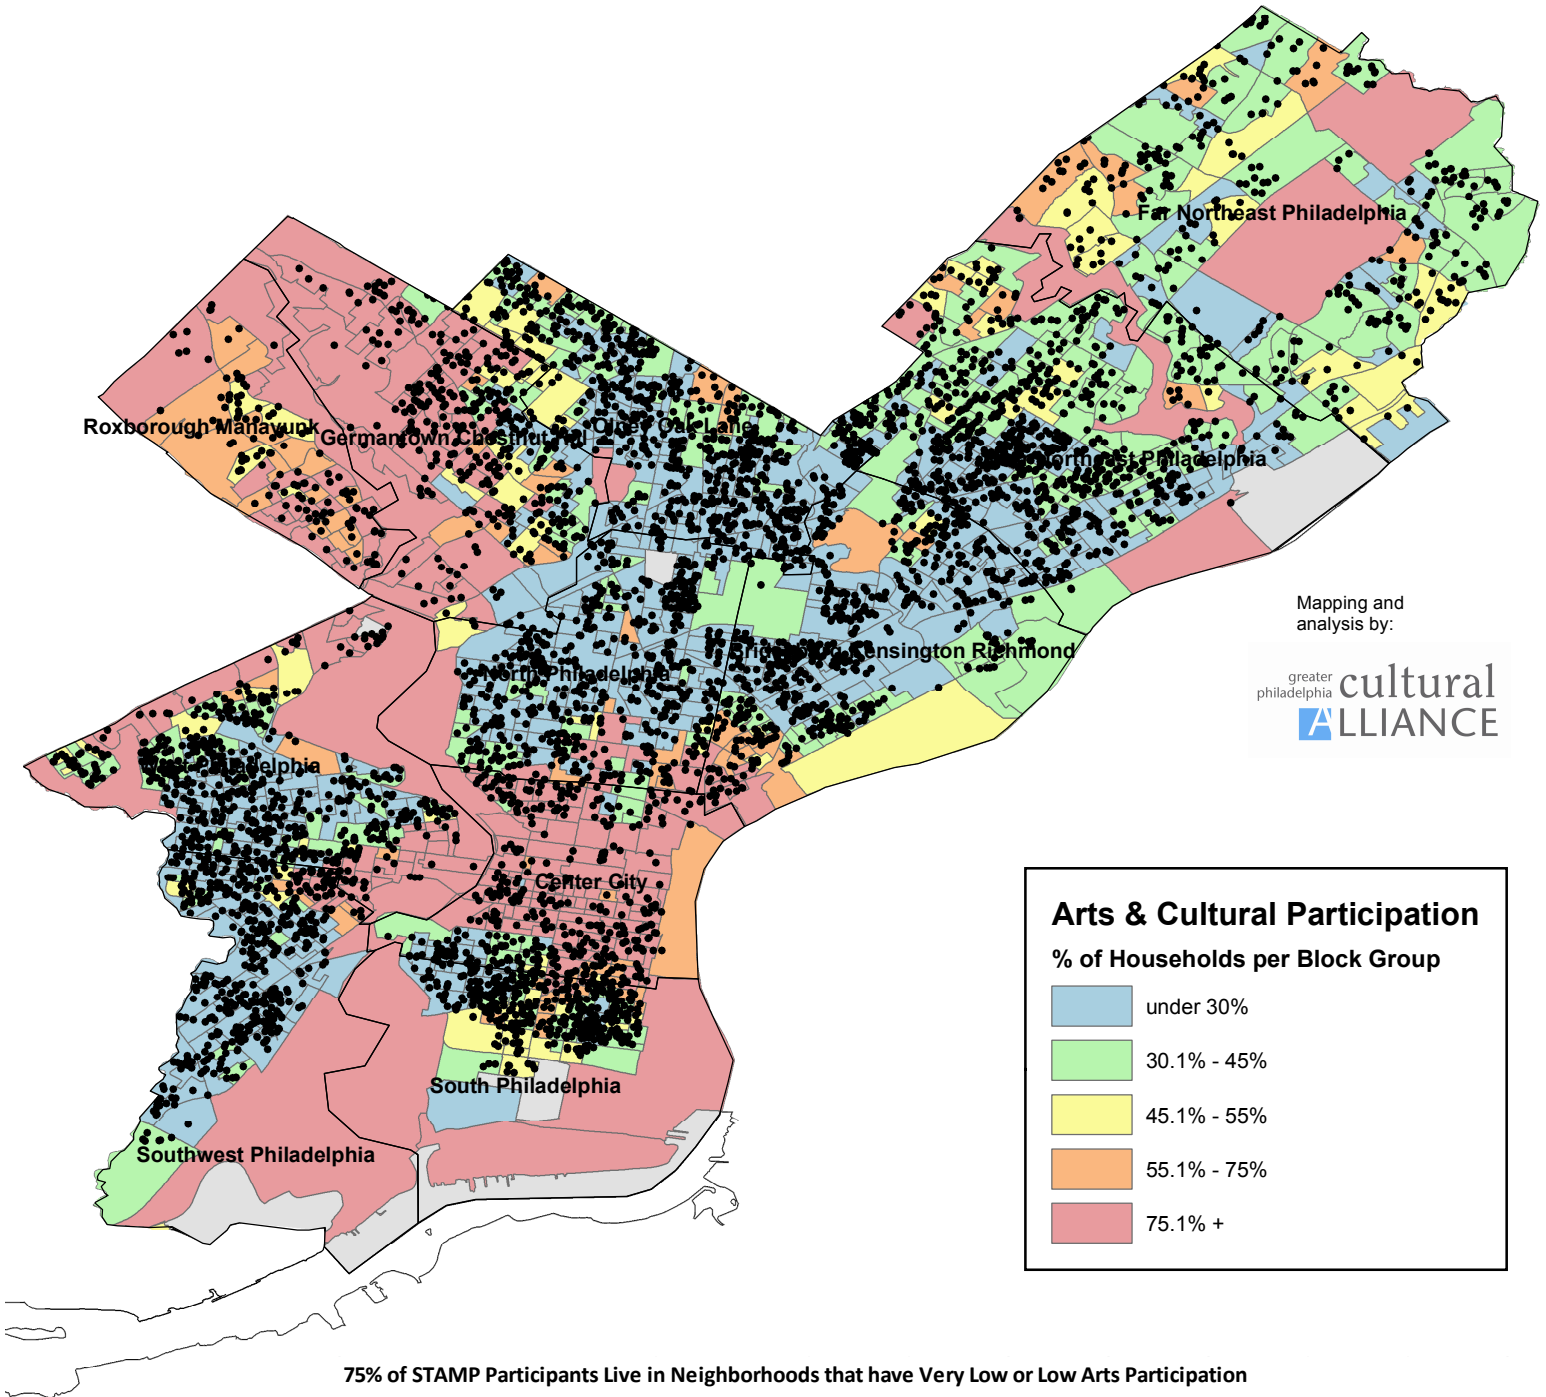 Far Northeast Philadelphia
Roxborough Manayunk
Germantown Chestnut Hill
Olney Oak Lane
Northeast Philadelphia
Mapping and
analysis by:
Kensington Richmond
North Philadelphia
greater
philadelphia
cultural
ALLIANCE
West Philadelphia
Center City
Arts & Cultural Participation
% of Households per Block Group
under 30%
30.1% - 45%
45.1% - 55%
55.1% - 75%
75.1% +
South Philadelphia
Southwest Philadelphia
75% of STAMP Participants Live in Neighborhoods that have Very Low or Low Arts Participation